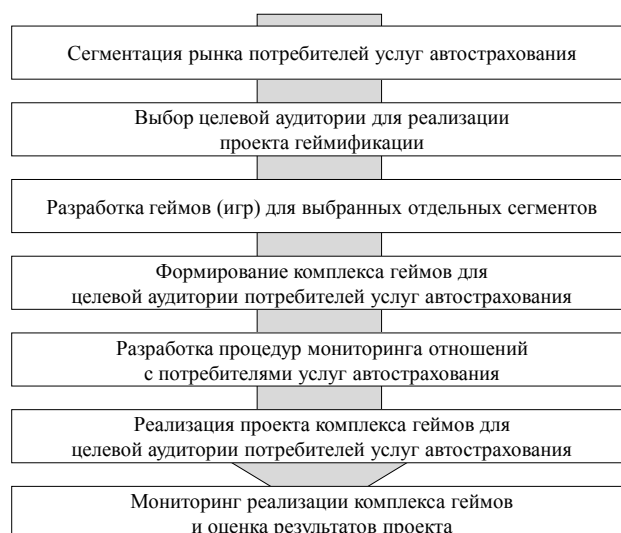 Сегментация рынка потребителей услуг автострахования
Выбор целевой аудитории для реализации
проекта геймификации
Разработка геймов (игр) для выбранных отдельных сегментов
Формирование комплекса геймов для
целевой аудитории потребителей услуг автострахования
Разработка процедур мониторинга отношений
с потребителями услуг автострахования
Реализация проекта комплекса геймов для
целевой аудитории потребителей услуг автострахования
Мониторинг реализации комплекса геймов
и оценка результатов проекта